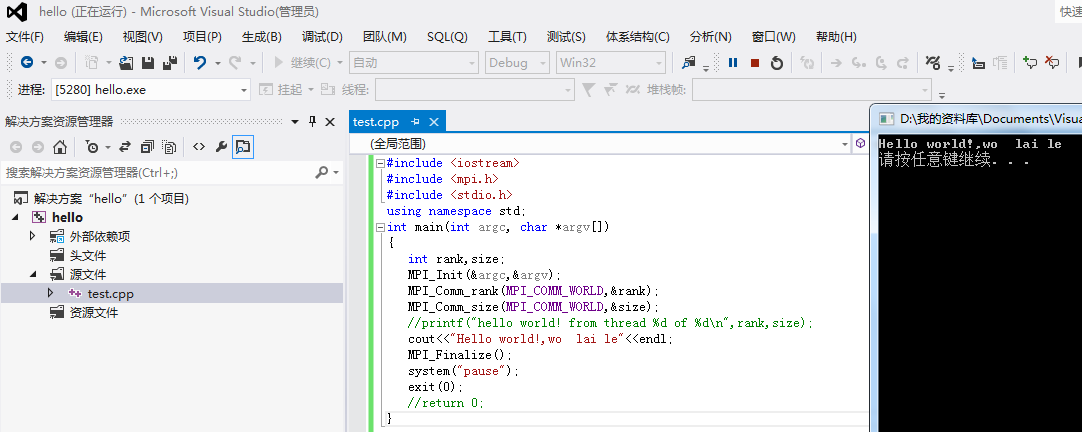 hello (正在运行) - Microsoft Visual Studio(管理员)
快速
文件(F) 编辑(E) 视图(V) 项目(P) 生成(B) 调试(D) 团队(M) SQL(Q) 工具(T) 测试(S) 体系结构(C) 分析(N) 窗口(W) 帮助(H)
继续(C) 自动 Debug Win32
进程: [5280] hello.exe 挂起 线程: 堆栈帧:
解决方案资源管理器
搜索解决方案资源管理器(Ctrl+;)
解决方案“hello”(1 个项目)
hello
外部依赖项
头文件
源文件
test.cpp
资源文件
test.cpp
(全局范围)
#include <iostream>
#include <mpi.h>
#include <stdio.h>
using namespace std;
int main(int argc, char *argv[])
{
int rank,size;
MPI_Init(&argc,&argv);
MPI_Comm_rank(MPI_COMM_WORLD,&rank);
MPI_Comm_size(MPI_COMM_WORLD,&size);
//printf("hello world! from thread %d of %d\n",rank,size);
cout<<"Hello world!,wo  lai le"<<endl;
MPI_Finalize();
system("pause");
exit(0);
//return 0;
}
D:\我的资料库\Documents\Visua
Hello world!,wo  lai le
请按任意键继续. . .